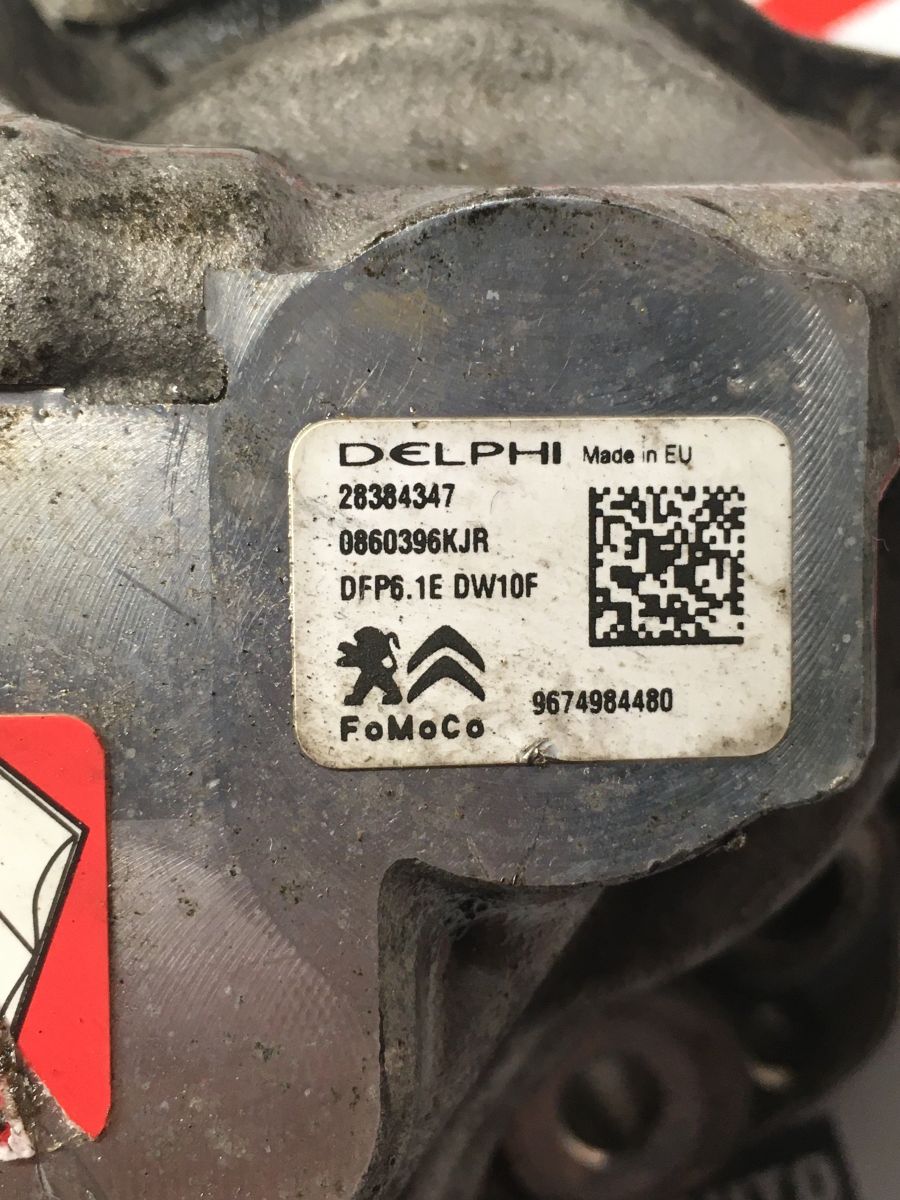 DELPHI Made in EU
28384347
0860396KJR
DFP6.1E DW10F
9674984480
FoMoCo